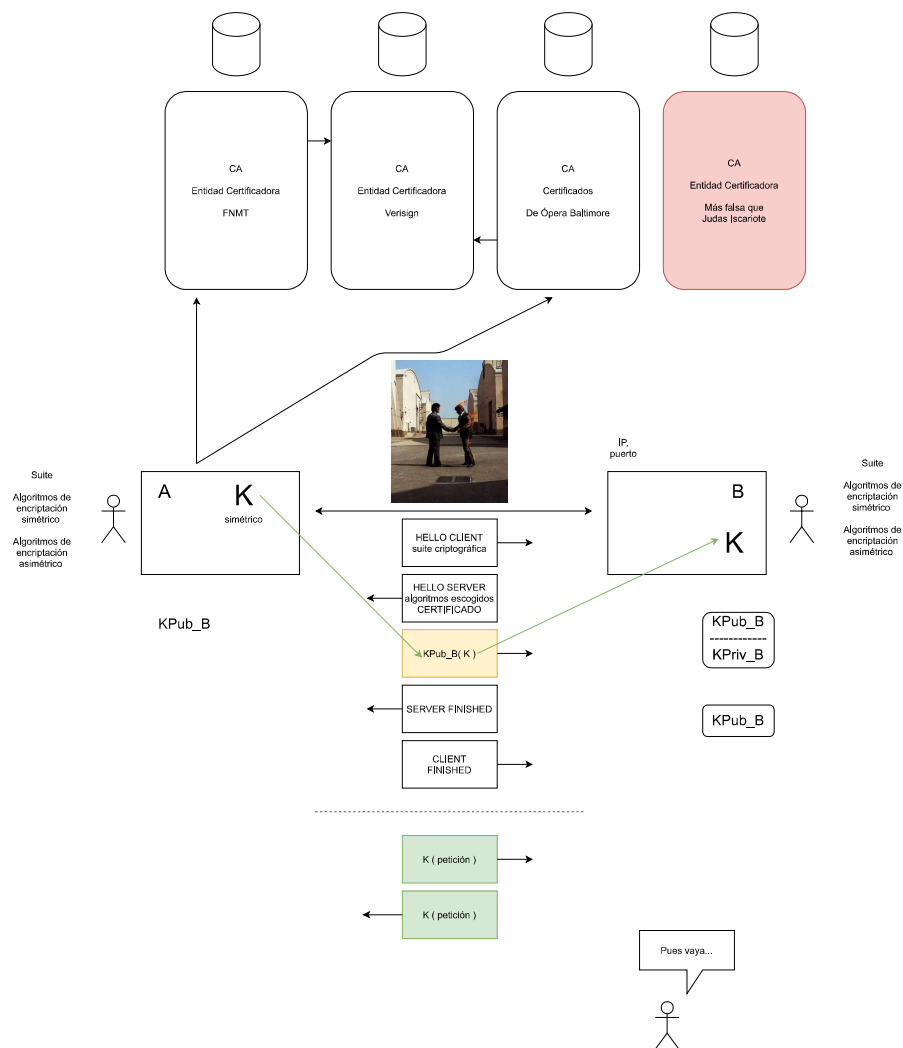 CA
Entidad Certificadora
FNMT
CA
Entidad Certificadora
Verisign
CA
Certificados
De Ópera Baltimore
CA
Entidad Certificadora
Más falsa que
Judas Iscariote
IP,
puerto
Suite
Algoritmos de
encriptación
simétrico
Algoritmos de
encriptación
asimétrico
A
K
simétrico
B
K
Suite
Algoritmos de
encriptación
simétrico
Algoritmos de
encriptación
asimétrico
HELLO CLIENT
suite criptográfica
HELLO SERVER
algoritmos escogidos
CERTIFICADO
KPub_B
KPub_B( K )
KPub_B
------------
KPriv_B
SERVER FINISHED
KPub_B
CLIENT
FINISHED
K ( petición )
K ( petición )
Pues vaya...